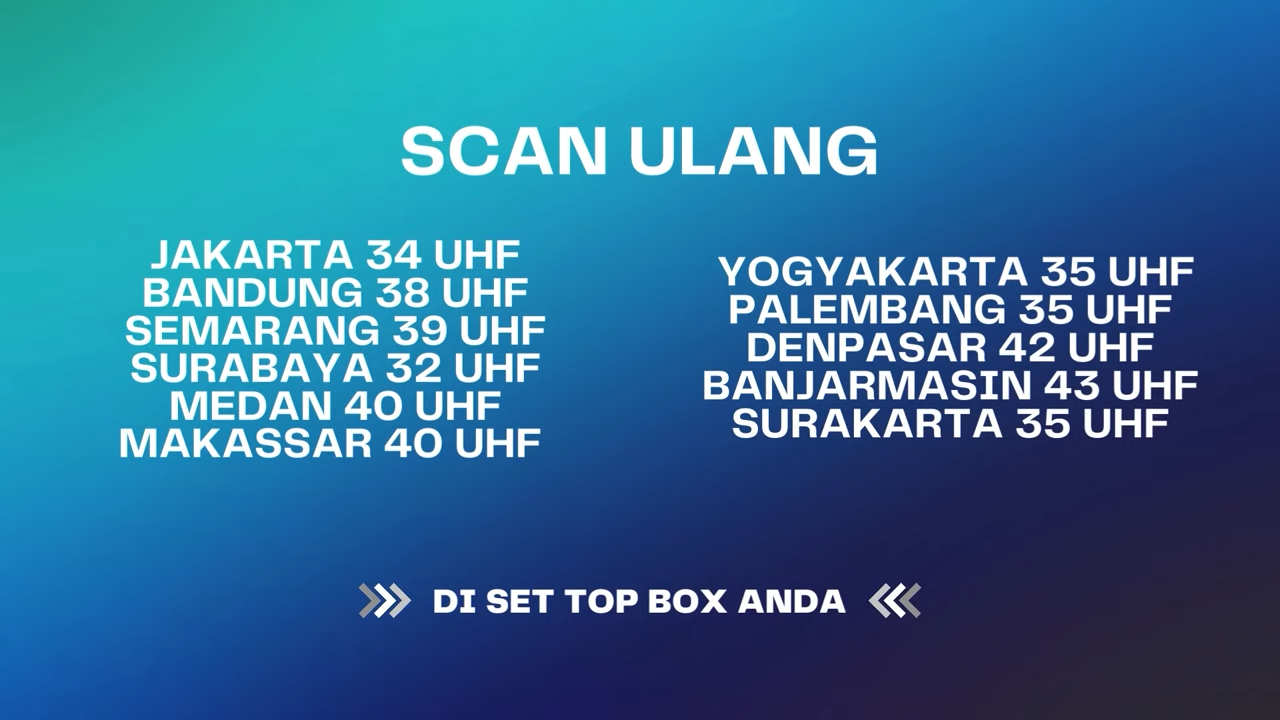 SCAN ULANG
JAKARTA 34 UHF
BANDUNG 38 UHF
SEMARANG 39 UHF
SURABAYA 32 UHF
MEDAN 40 UHF
MAKASSAR 40 UHF
YOGYAKARTA 35 UHF
PALEMBANG 35 UHF
DENPASAR 42 UHF
BANJARMASIN 43 UHF
SURAKARTA 35 UHF
DI SET TOP BOX ANDA